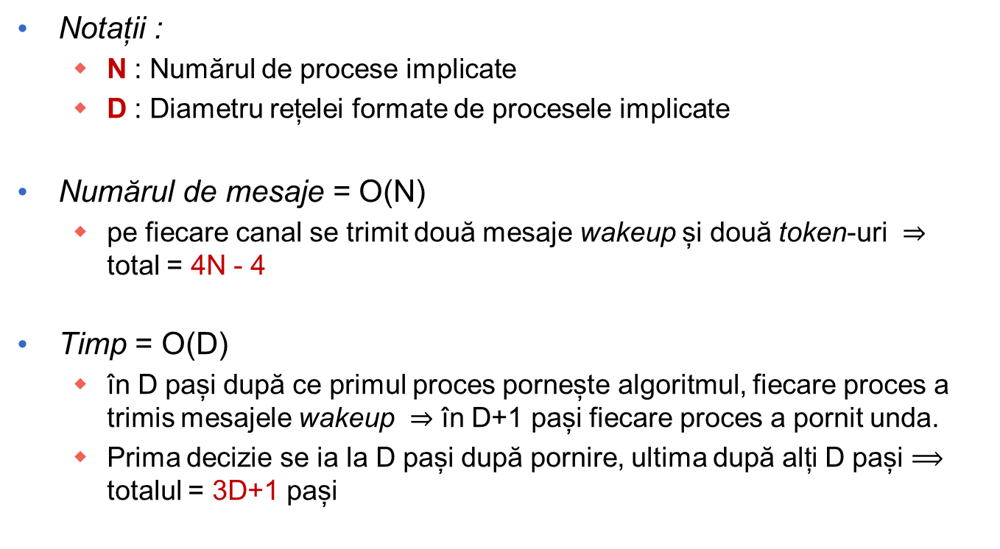 • Notații :
◆ N : Numărul de procese implicate
◆ D : Diametru rețelei formate de procesele implicate
• Numărul de mesaje = O(N)
◆ pe fiecare canal se trimit două mesaje wakeup și două token-uri ⇒
total = 4N - 4
• Timp = O(D)
◆ în D pași după ce primul proces pornește algoritmul, fiecare proces a
trimis mesajele wakeup ⇒ în D+1 pași fiecare proces a pornit unda.
◆ Prima decizie se ia la D pași după pornire, ultima după alți D pași ⟹
totalul = 3D+1 pași